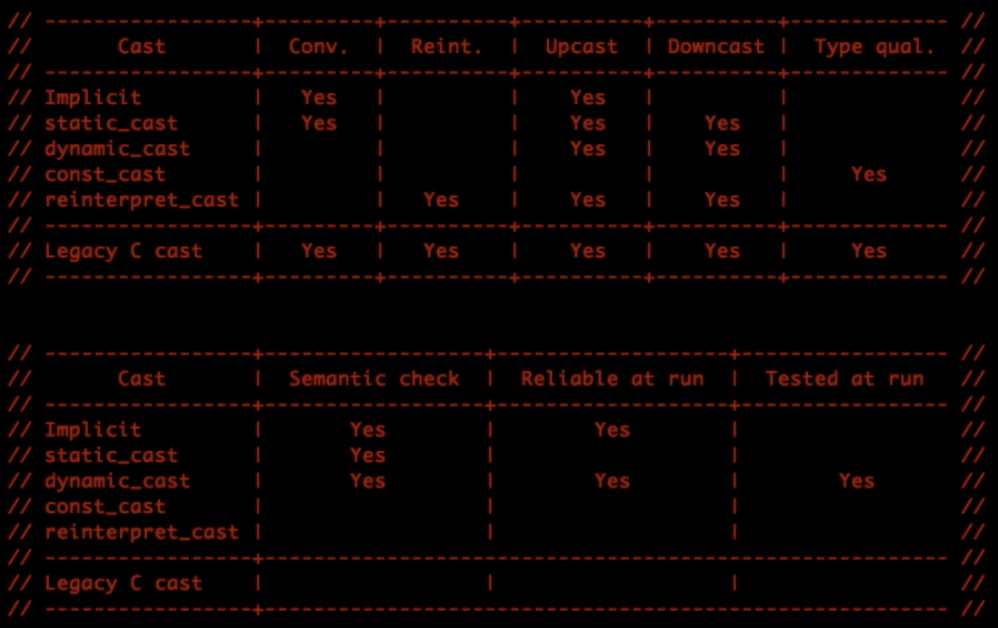 // -----------------+----------+-----------+-----------+-----------+------------- //
//       Cast       |   Conv.  |   Reint.  |   Upcast  | Downcast  |  Type qual.  //
// -----------------+----------+-----------+-----------+-----------+------------- //
// Implicit         |   Yes    |           |    Yes    |           |              //
// static_cast      |   Yes    |           |    Yes    |    Yes    |              //
// dynamic_cast     |          |           |    Yes    |    Yes    |              //
// const_cast       |          |           |           |           |     Yes      //
// reinterpret_cast |          |    Yes    |    Yes    |    Yes    |              //
// -----------------+----------+-----------+-----------+-----------+------------- //
// Legacy C cast    |   Yes    |    Yes    |    Yes    |    Yes    |     Yes      //
// -----------------+----------+-----------+-----------+-----------+------------- //
// -----------------+-------------------+--------------------+----------------- //
//       Cast       |  Semantic check  |  Reliable at run  |  Tested at run  //
// -----------------+-------------------+--------------------+----------------- //
// Implicit         |       Yes        |        Yes        |                 //
// static_cast      |       Yes        |                   |                 //
// dynamic_cast     |       Yes        |        Yes        |       Yes       //
// const_cast       |                  |                   |                 //
// reinterpret_cast |                  |                   |                 //
// -----------------+---------------------------------------------------------- //
// Legacy C cast    |                  |                   |                 //
// -----------------+---------------------------------------------------------- //